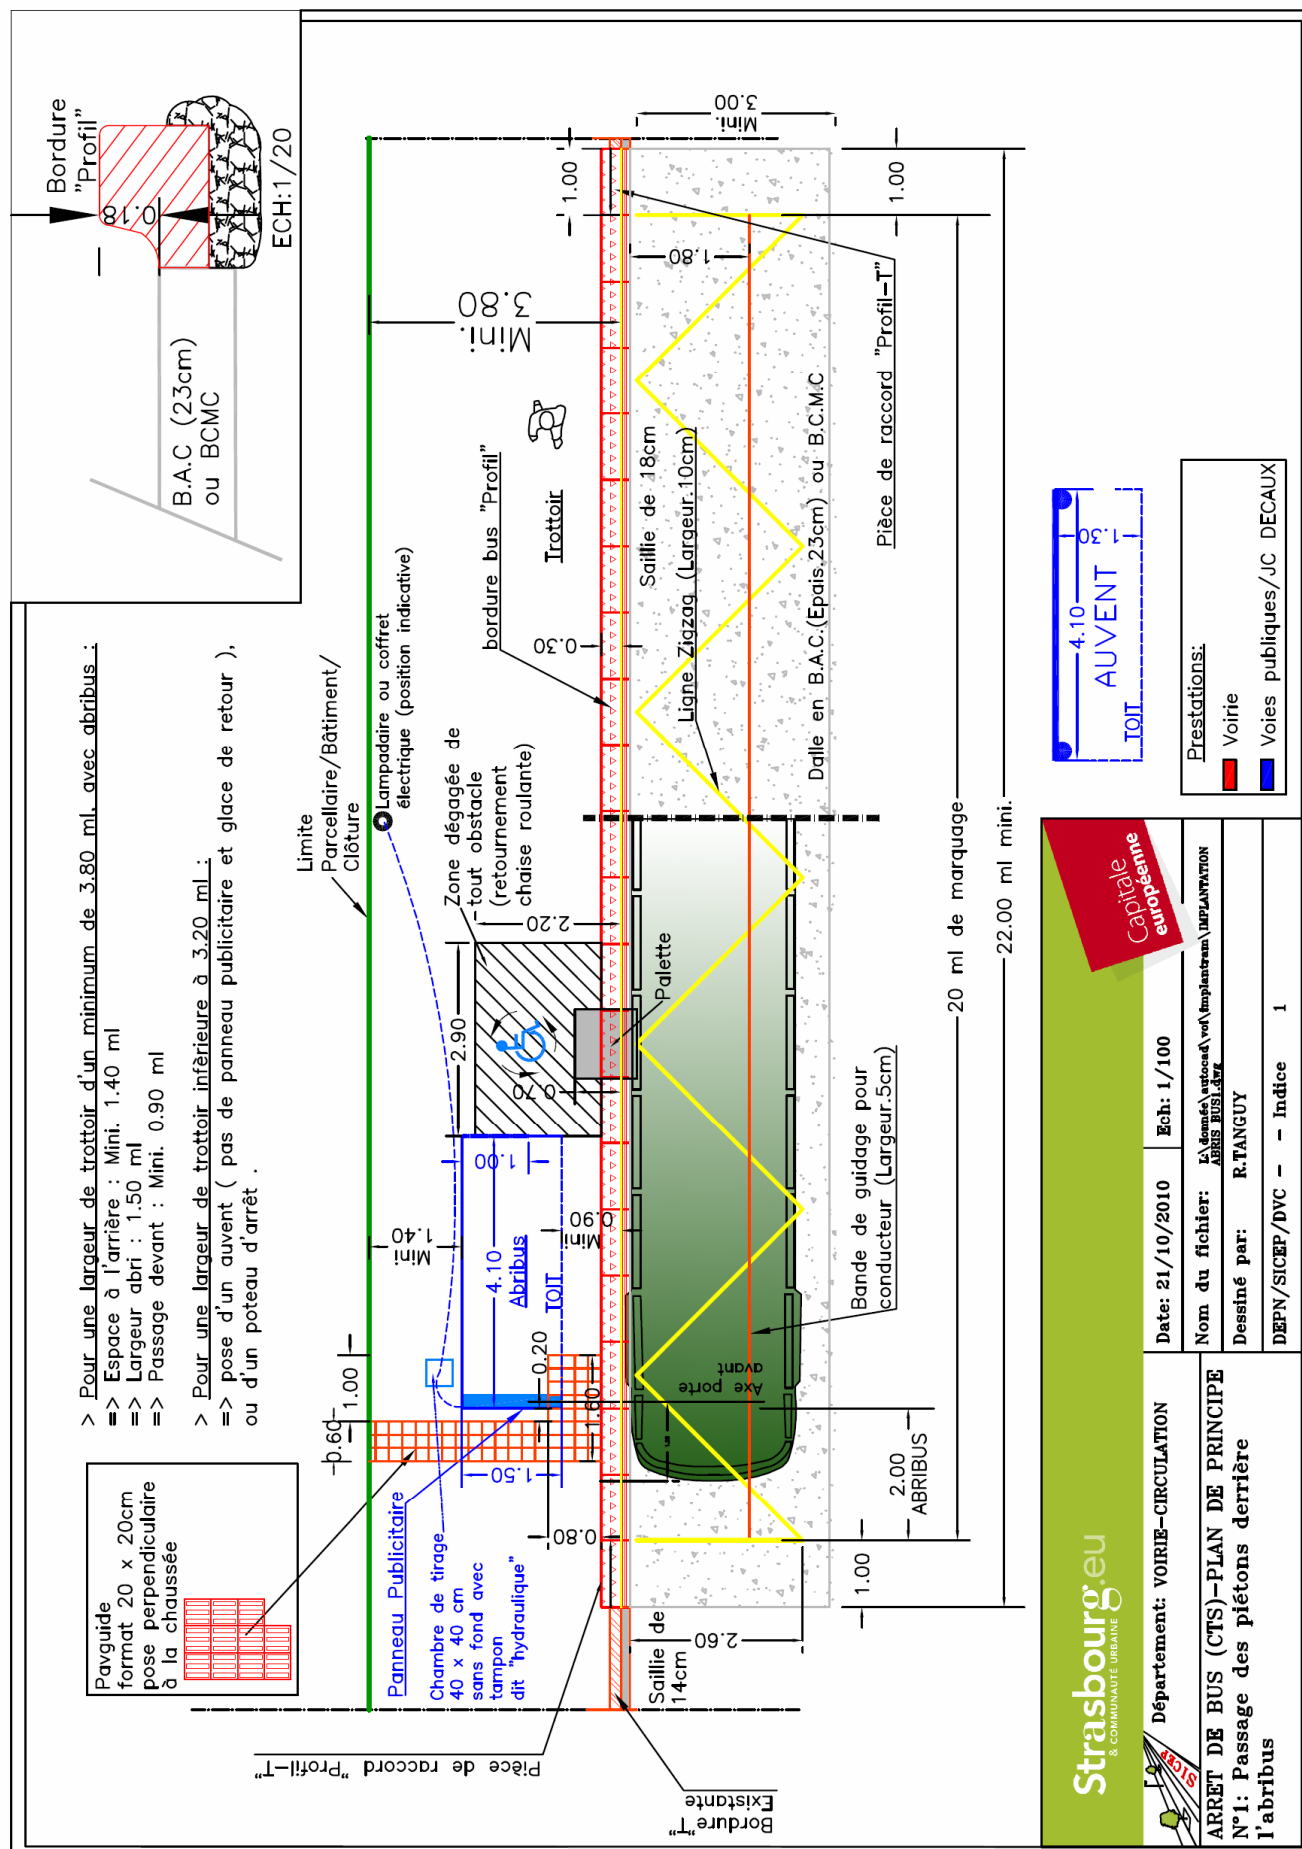 > Pour une largeur de trottoir d'un minimum de 3.80 ml. avec abribus :
=> Espace à l'arrière : Mini. 1.40 ml
=> Largeur abri : 1.50 ml
=> Passage devant : Mini. 0.90 ml
> Pour une largeur de trottoir infèrieure à 3.20 ml :
=> pose d'un auvent ( pas de panneau publicitaire et glace de retour ),
ou d'un poteau d'arrêt .
Bordure
"Profil"
0.18
B.A.C (23cm)
ou BCMC
ECH:1/20
Pavguide
format 20 x 20cm
pose perpendiculaire
à la chaussée
Limite
Parcellaire/Bâtiment/
Clôture
Lampadaire ou coffret
électrique (position indicative)
Zone dégagée de
tout obstacle
(retournement
chaise roulante)
bordure bus "Profil"
Trottoir
Mini.
3.80
1.00
Mini.
3.00
0.60
1.00
Mini
1.40
2.90
2.20
0.30
Panneau Publicitaire
Chambre de tirage
40 x 40 cm
sans fond avec
tampon
dit "hydraulique"
1.50
4.10
Abribus
TOIT
1.00
Mini
0.90
0.20
1.60
0.80
0.70
Palette
Saillie de 18cm
Ligne Zigzag (Largeur.10cm)
1.80
Pièce de raccord "Profil-T"
Dalle en B.A.C.(Epais.23cm) ou B.C.M.C
Axe porte
avant
Bande de guidage pour
conducteur (Largeur.5cm)
Saillie de
14cm
2.60
1.00
2.00
ABRIBUS
1.00
20 ml de marquage
22.00 ml mini.
Pièce de raccord "Profil-T"
Bordure "T"
Existante
4.10
1.30
AUVENT
TOIT
Prestations:
Voirie
Voies publiques/JC DECAUX
Strasbourg.eu
& COMMUNAUTÉ URBAINE
Capitale
européenne
SICEP
Département: VOIRIE-CIRCULATION
Date: 21/10/2010
Ech: 1/100
Nom du fichier:
L:\donnée\autocad\vot\implantram\IMPLANTATION
ABRIS BUS1.dwg
Dessiné par:
R.TANGUY
ARRET DE BUS (CTS)-PLAN DE PRINCIPE
N°1: Passage des piétons derrière
l'abribus
DEPN/SICEP/DVC - - Indice 1